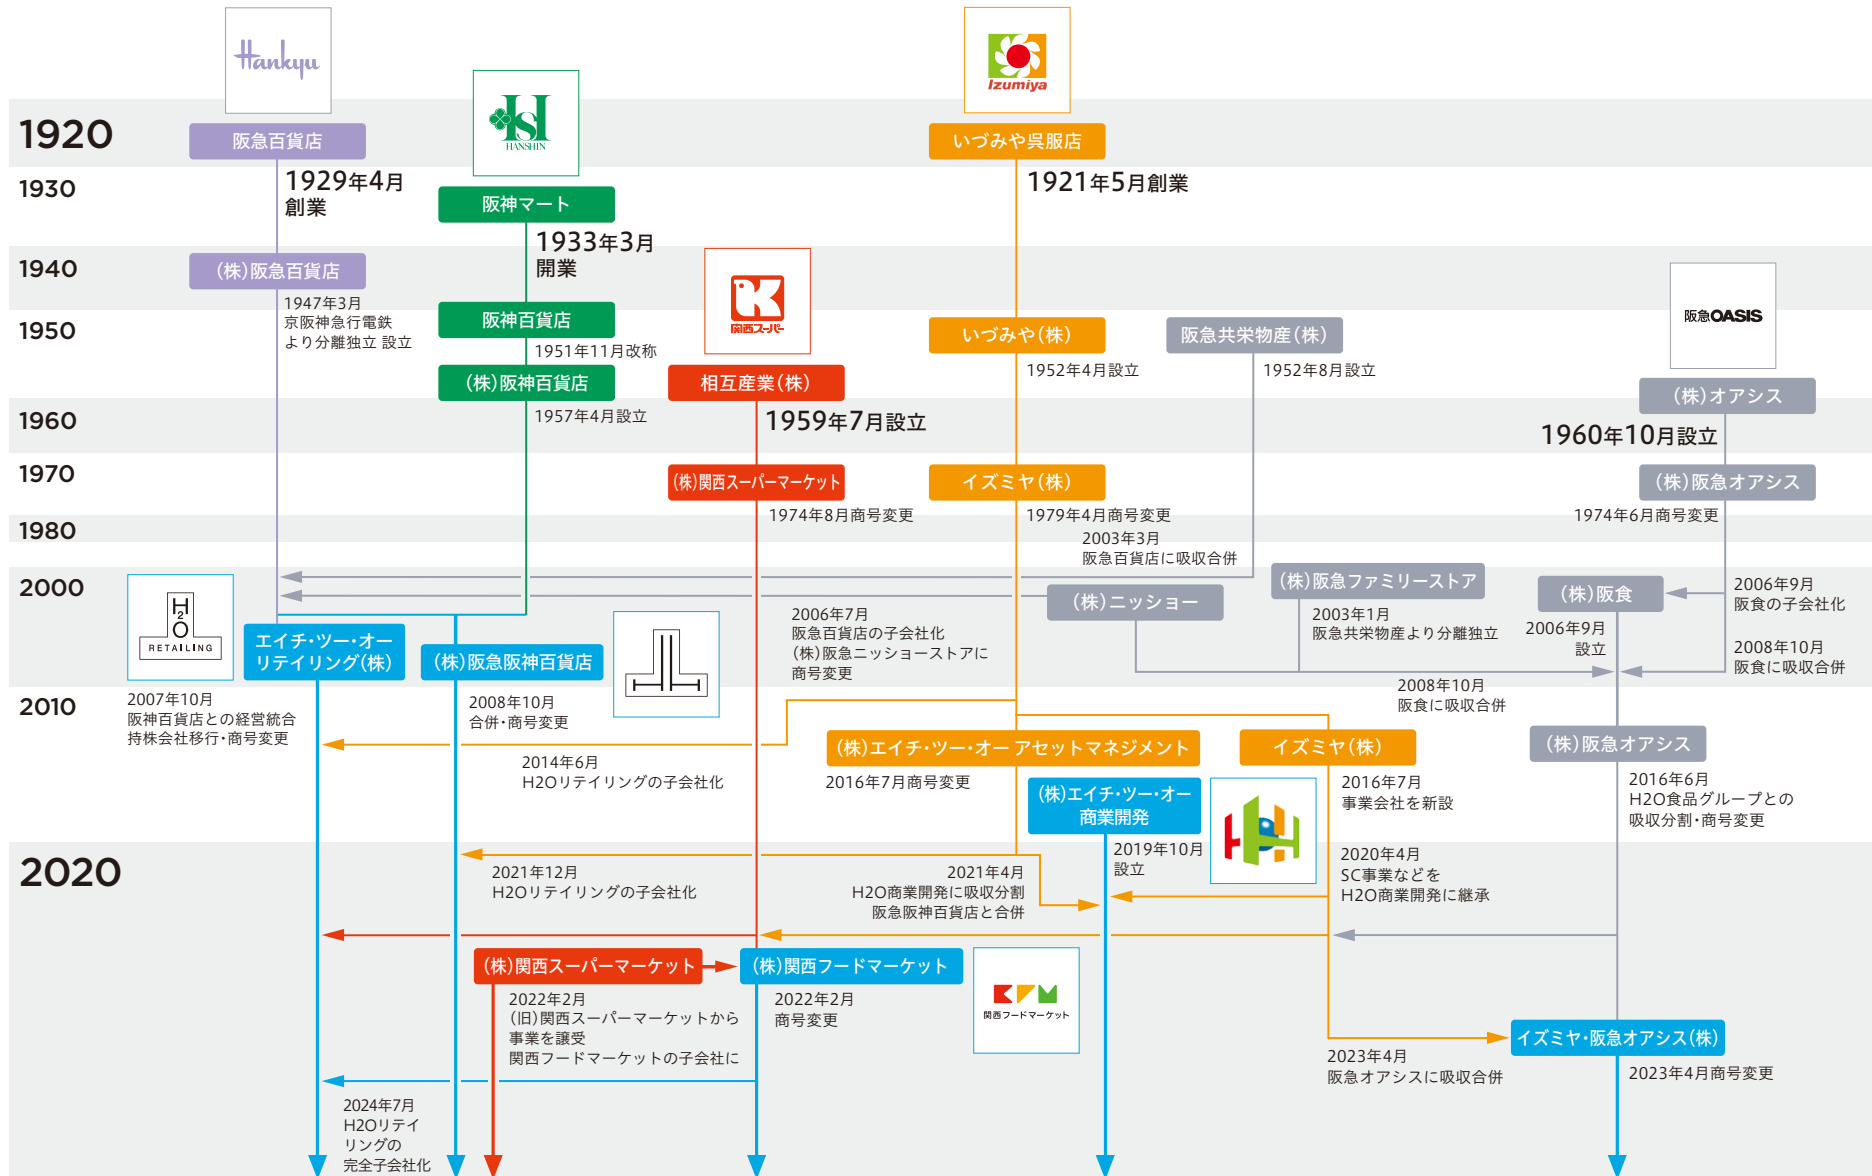 Hankyu
Izumiya
HANSHIN
1920
阪急百貨店
いづみや呉服店
1929年4月
創業
1921年5月創業
1930
阪神マート
1933年3月
開業
1940
(株)阪急百貨店
1947年3月
京阪神急行電鉄
より分離独立 設立
関西スーパー
阪急OASIS
1950
阪神百貨店
1951年11月改称
いづみや(株)
1952年4月設立
阪急共栄物産(株)
1952年8月設立
(株)阪神百貨店
1957年4月設立
相互産業(株)
1959年7月設立
(株)オアシス
1960年10月設立
1960
1970
(株)関西スーパーマーケット
1974年8月商号変更
イズミヤ(株)
1979年4月商号変更
(株)阪急オアシス
1974年6月商号変更
1980
2003年3月
阪急百貨店に吸収合併
2000
H2O
RETAILING
エイチ・ツー・オー
リテイリング(株)
2007年10月
阪神百貨店との経営統合
持株会社移行・商号変更
(株)阪急阪神百貨店
2008年10月
合併・商号変更
2006年7月
阪急百貨店の子会社化
(株)阪急ニッショーストアに
商号変更
(株)ニッショー
(株)阪急ファミリーストア
2003年1月
阪急共栄物産より分離独立
(株)阪食
2006年9月
設立
2006年9月
阪食の子会社化
2008年10月
阪食に吸収合併
2008年10月
阪食に吸収合併
2010
2014年6月
H2Oリテイリングの子会社化
(株)エイチ・ツー・オー アセットマネジメント
2016年7月商号変更
イズミヤ(株)
2016年7月
事業会社を新設
(株)阪急オアシス
2016年6月
H2O食品グループとの
吸収分割・商号変更
(株)エイチ・ツー・オー
商業開発
2019年10月
設立
2020
2021年12月
H2Oリテイリングの子会社化
2021年4月
H2O商業開発に吸収分割
阪急阪神百貨店と合併
2020年4月
SC事業などを
H2O商業開発に継承
(株)関西スーパーマーケット
2022年2月
(旧)関西スーパーマーケットから
事業を譲受
関西フードマーケットの子会社に
(株)関西フードマーケット
2022年2月
商号変更
KFM
関西フードマーケット
イズミヤ・阪急オアシス(株)
2023年4月
阪急オアシスに吸収合併
2023年4月商号変更
2024年7月
H2Oリテイ
リングの
完全子会社化